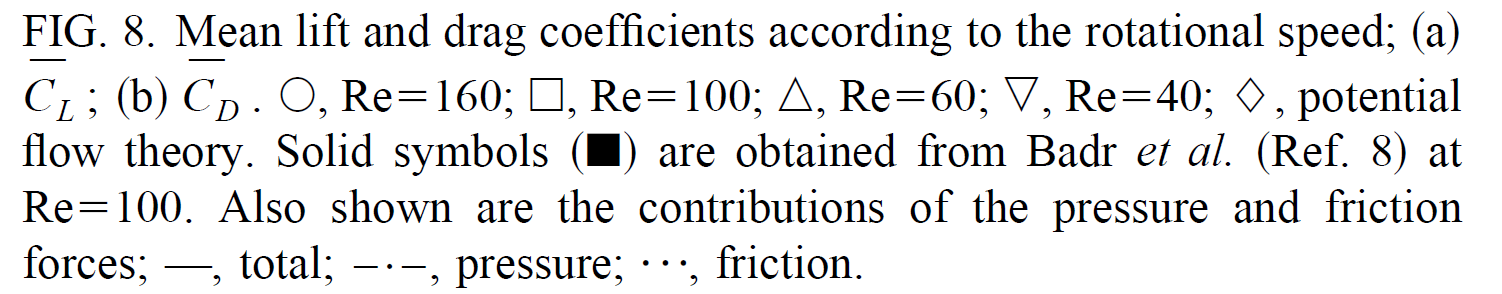 FIG. 8. Mean lift and drag coefficients according to the rotational speed; (a)
C̅_L; (b) C̅_D. ○, Re=160; □, Re=100; △, Re=60; ▽, Re=40; ◇, potential
flow theory. Solid symbols (■) are obtained from Badr et al. (Ref. 8) at
Re=100. Also shown are the contributions of the pressure and friction
forces; —, total; –·–, pressure; ···, friction.